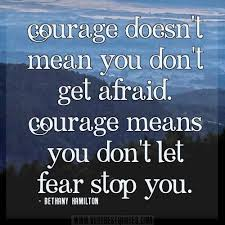 Courage doesn't
mean you don't
get afraid.
Courage means
you don't let
fear stop you.
- BETHANY HAMILTON